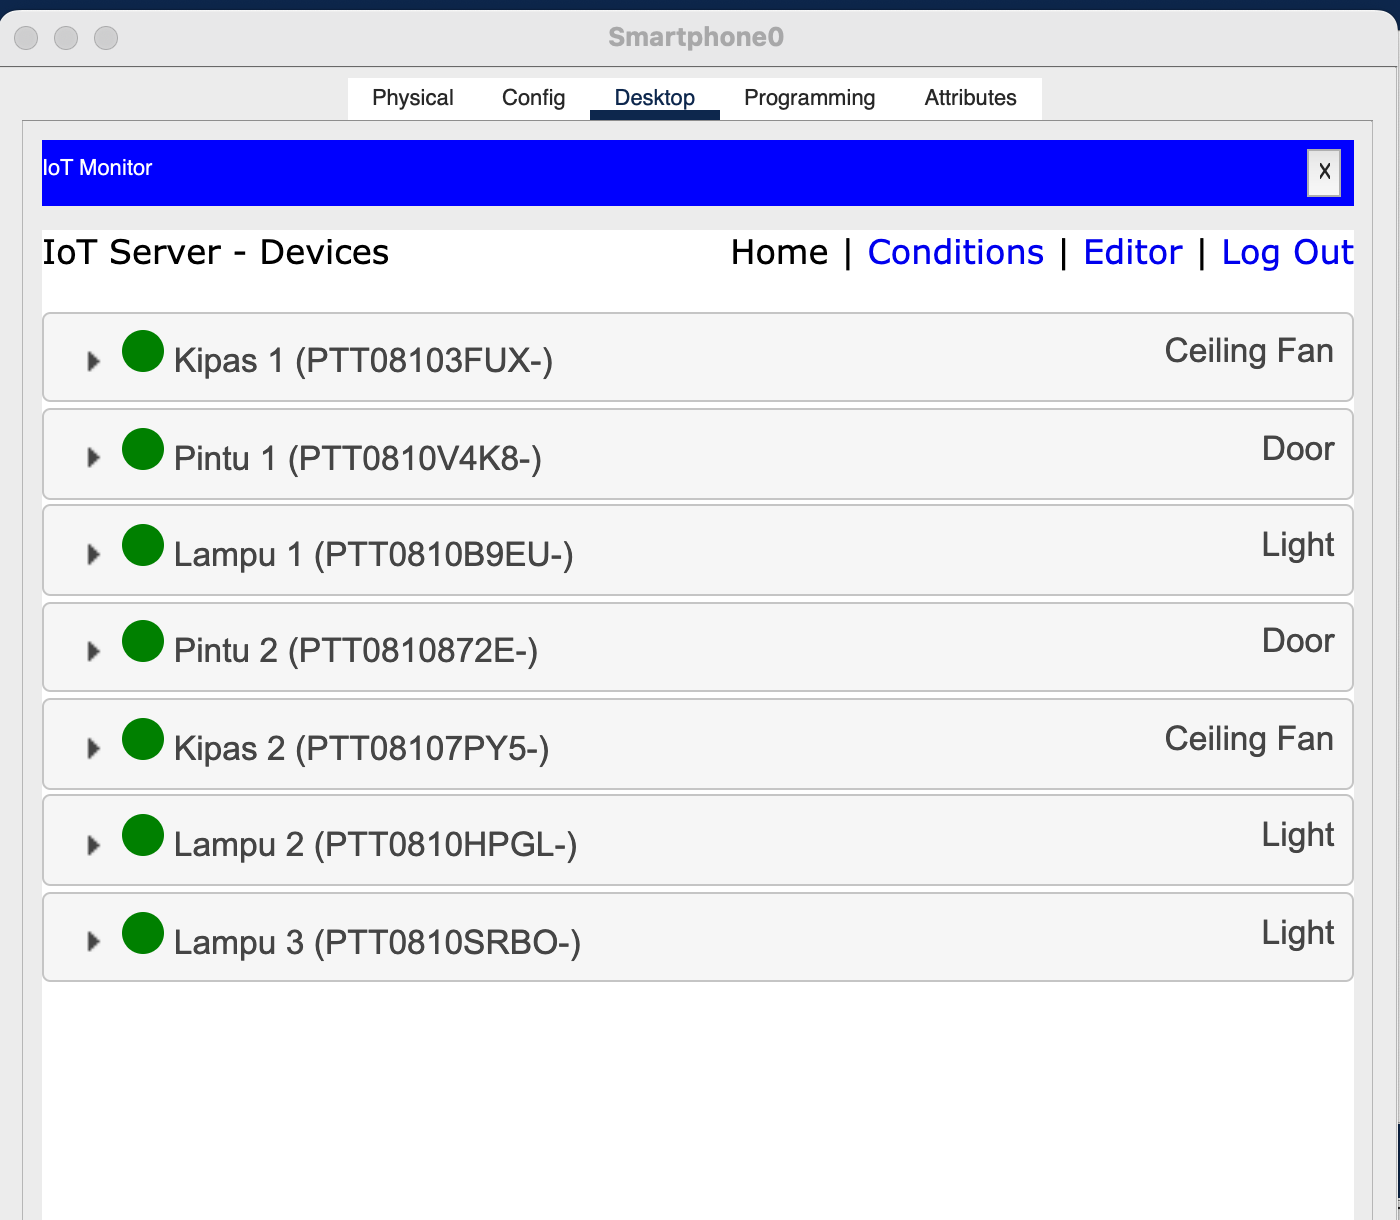 Smartphone0
Physical Config Desktop Programming Attributes
IoT Monitor X
IoT Server - Devices Home | Conditions | Editor | Log Out
Kipas 1 (PTT08103FUX-) Ceiling Fan
Pintu 1 (PTT0810V4K8-) Door
Lampu 1 (PTT0810B9EU-) Light
Pintu 2 (PTT0810872E-) Door
Kipas 2 (PTT08107PY5-) Ceiling Fan
Lampu 2 (PTT0810HPGL-) Light
Lampu 3 (PTT0810SRBO-) Light